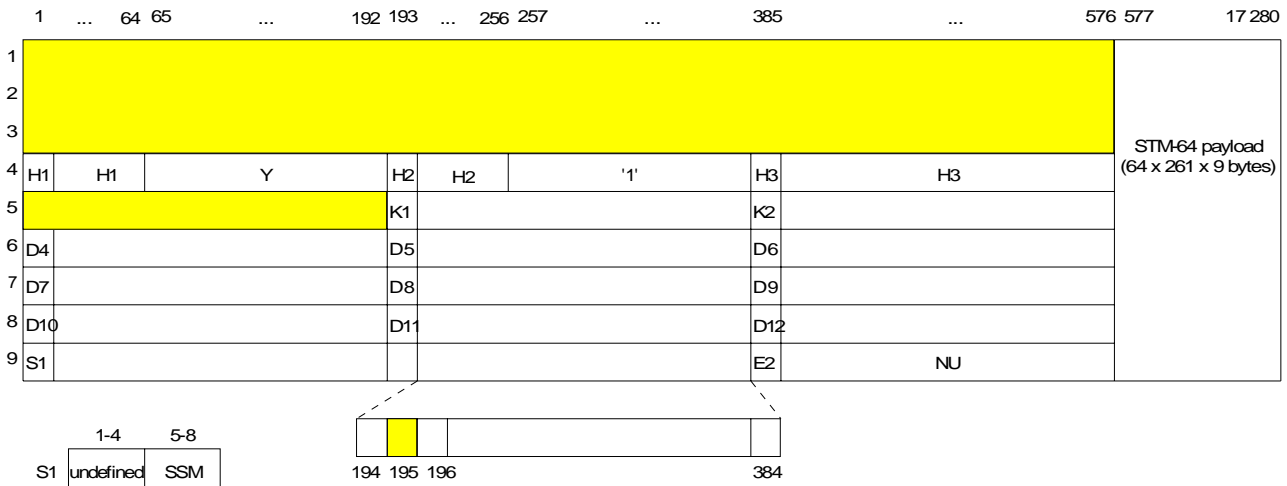 1 ... 64 65 ... 192 193 ... 256 257 ... 385 ... 576 577 17 280
1
2
3
STM-64 payload
(64 x 261 x 9 bytes)
4 H1 H1 Y H2 H2 '1' H3 H3
5 K1 K2
6 D4 D5 D6
7 D7 D8 D9
8 D10 D11 D12
9 S1 E2 NU
1-4 5-8
S1 undefined SSM
194 195 196 384